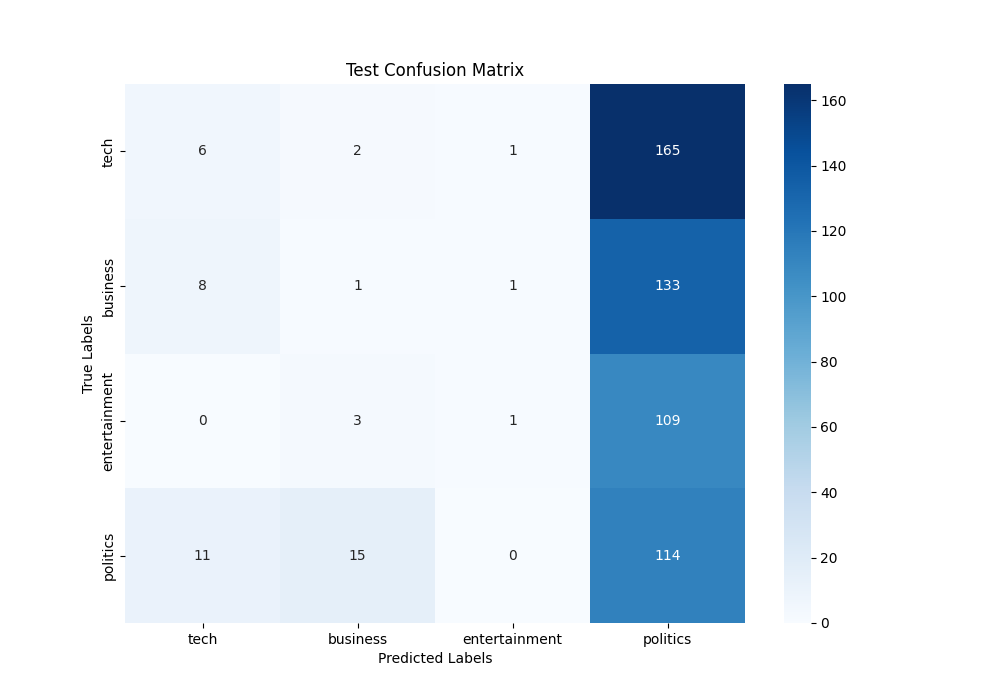 Test Confusion Matrix
True Labels
tech
6 2 1 165
business
8 1 1 133
entertainment
0 3 1 109
politics
11 15 0 114
tech business entertainment politics
Predicted Labels
160
140
120
100
80
60
40
20
0